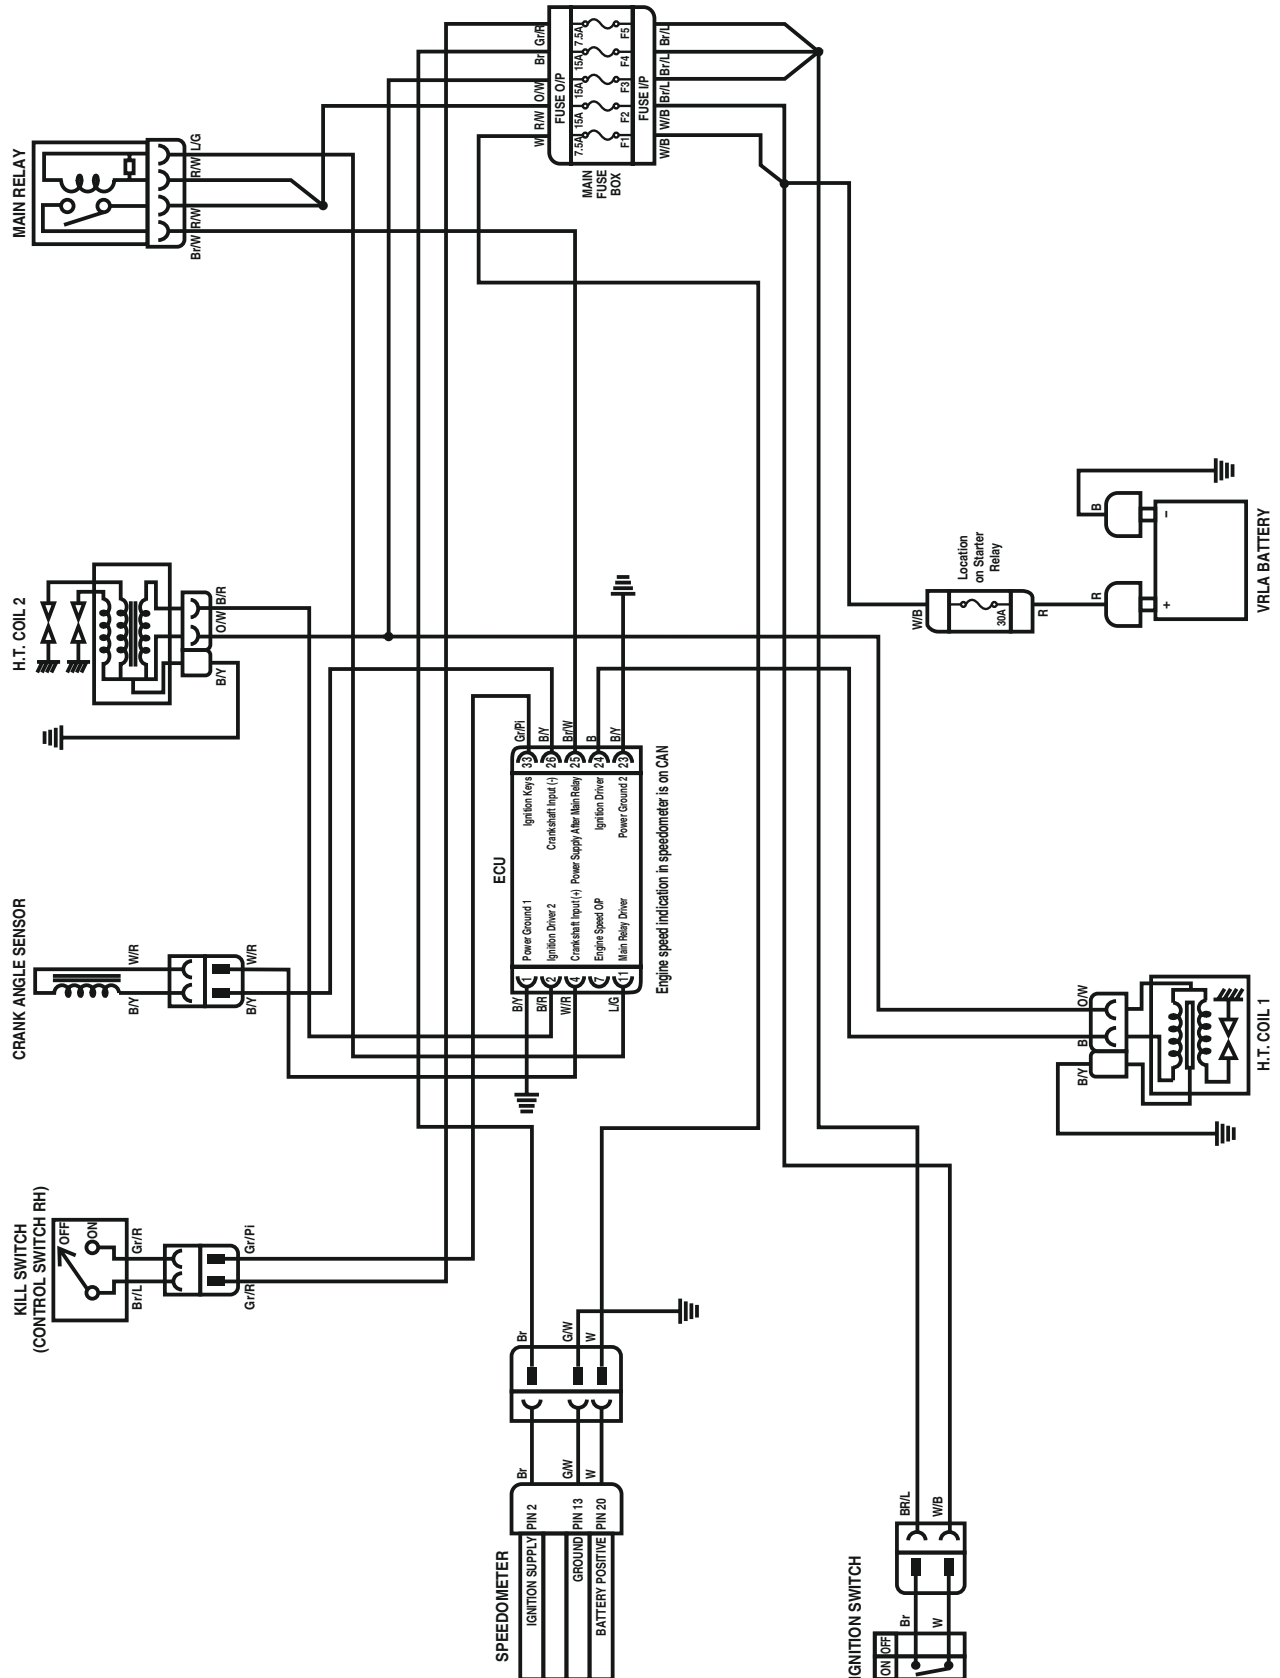 MAIN RELAY
Br/W
R/W
R/W
L/G
H.T. COIL 2
B/Y
O/W
B/R
CRANK ANGLE SENSOR
B/Y
W/R
B/Y
W/R
KILL SWITCH
(CONTROL SWITCH RH)
OFF
ON
Br/L
Gr/R
Gr/R
Gr/Pi
W
R/W
O/W
Br
Gr/R
FUSE O/P
7.5A
15A
15A
15A
7.5A
F1
F2
F3
F4
F5
FUSE I/P
W/B
W/B
Br/L
Br/L
Br/L
MAIN
FUSE
BOX
ECU
Gr/Pi
B/Y
Br/W
B
B/Y
33
26
25
24
23
Ignition Keys
Crankshaft Input (-)
Power Supply After Main Relay
Ignition Driver
Power Ground 2
Power Ground 1
Ignition Driver 2
Crankshaft Input (+)
Engine Speed O/P
Main Relay Driver
1
2
4
7
11
B/Y
B/R
W/R
L/G
Engine speed indication in speedometer is on CAN
Location
on Starter
Relay
W/B
30A
R
R
B
+
-
VRLA BATTERY
B/Y
B
O/W
H.T. COIL 1
SPEEDOMETER
IGNITION SUPPLY
PIN 2
GROUND
PIN 13
BATTERY POSITIVE
PIN 20
Br
G/W
W
Br
G/W
W
IGNITION SWITCH
ON
OFF
Br
W
BR/L
W/B